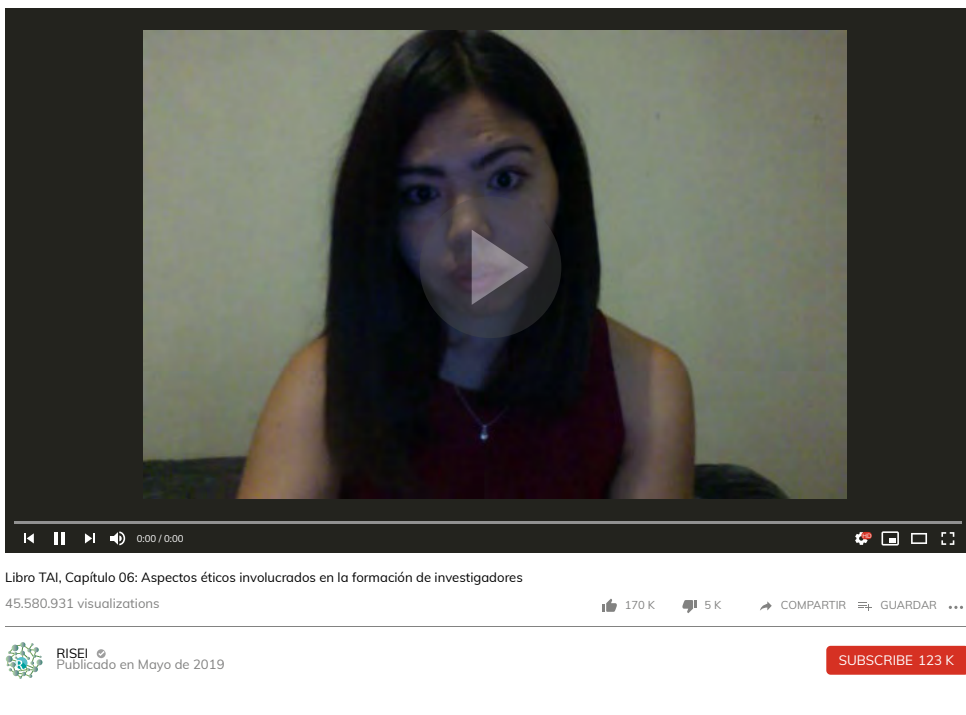 0:00 / 0:00
HD
Libro TAI, Capítulo 06: Aspectos éticos involucrados en la formación de investigadores
45.580.931 visualizations
170 K 5 K COMPARTIR GUARDAR
RISEI
Publicado en Mayo de 2019
SUBSCRIBE 123 K